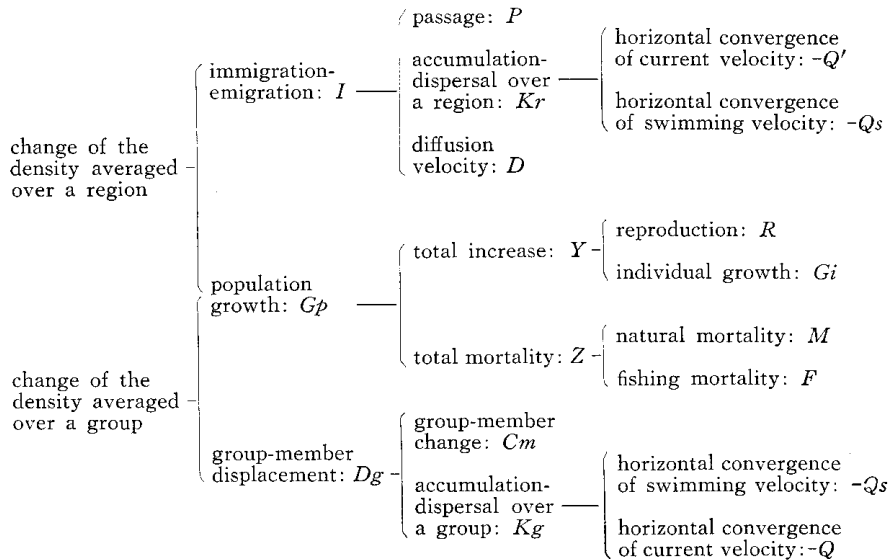 change of the
density averaged
over a region
immigration-
emigration: I
passage: P
accumulation-
dispersal over
a region: Kr
horizontal convergence
of current velocity: -Q'
horizontal convergence
of swimming velocity: -Qs
diffusion
velocity: D
population
growth: Gp
total increase: Y
reproduction: R
individual growth: Gi
total mortality: Z
natural mortality: M
fishing mortality: F
change of the
density averaged
over a group
group-member
displacement: Dg
group-member
change: Cm
accumulation-
dispersal over
a group: Kg
horizontal convergence
of swimming velocity: -Qs
horizontal convergence
of current velocity:-Q